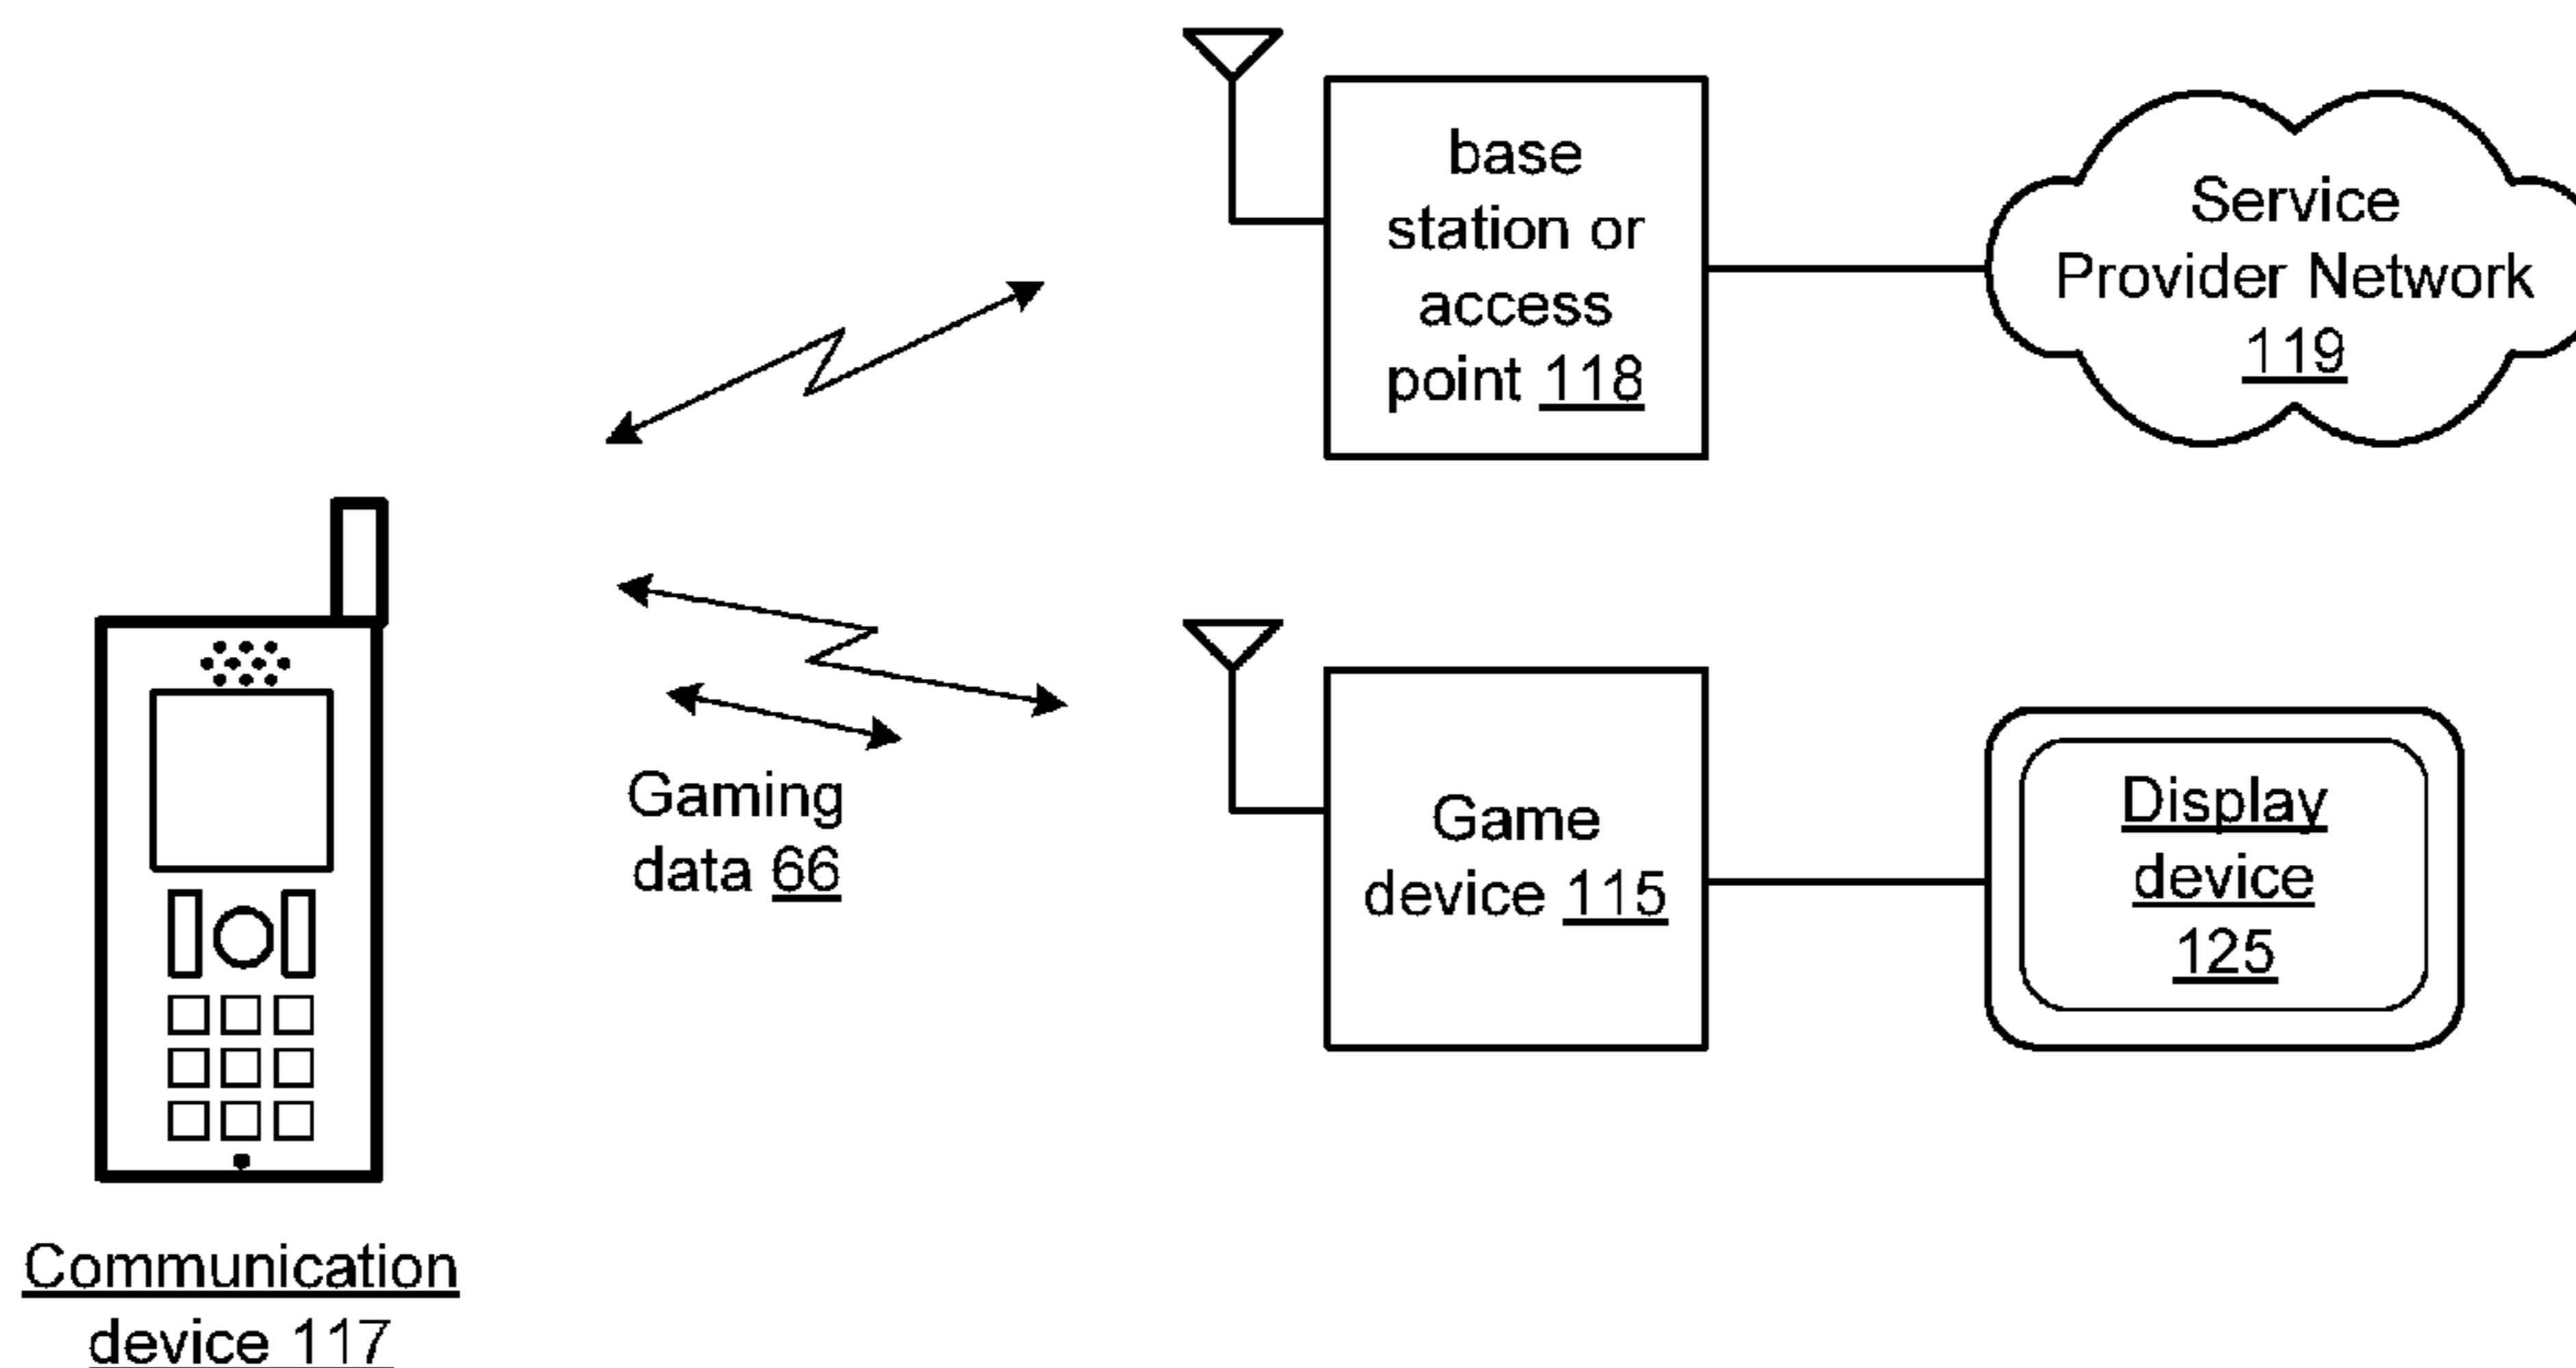 base
station or
access
point 118
Service
Provider Network
119
Gaming
data 66
Game
device 115
Display
device
125
Communication
device 117